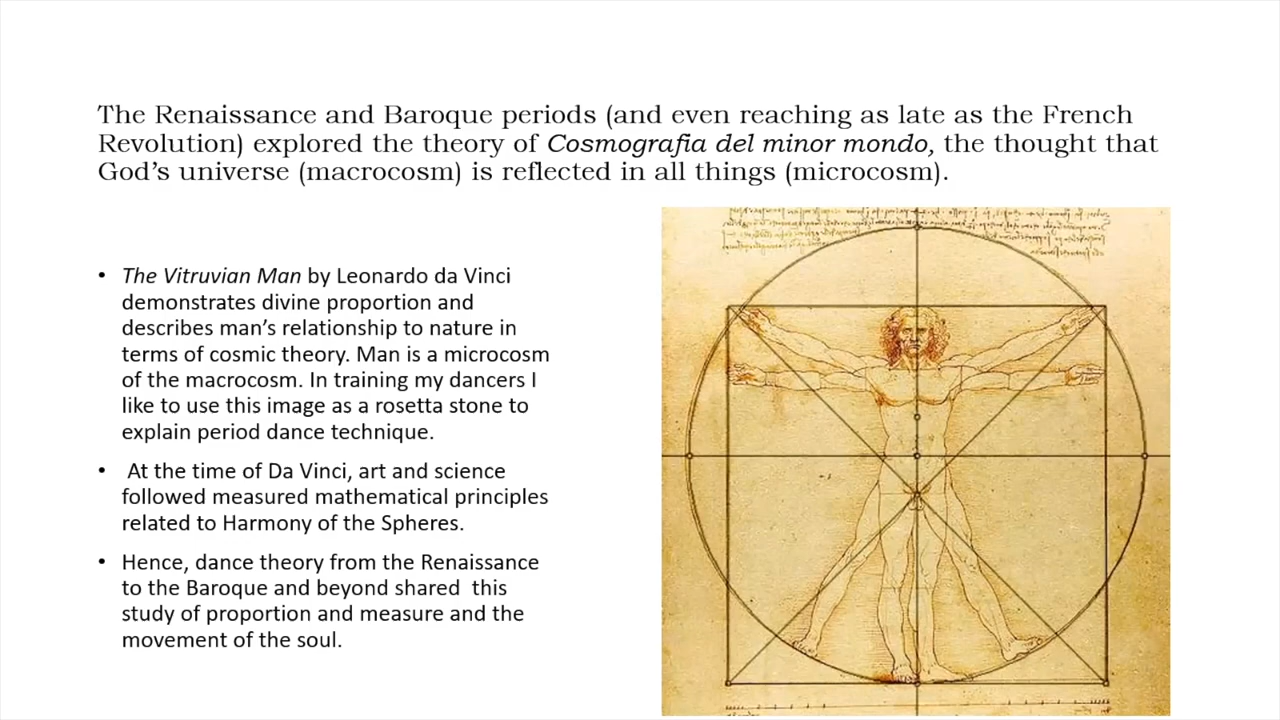 The Renaissance and Baroque periods (and even reaching as late as the French
Revolution) explored the theory of Cosmografia del minor mondo, the thought that
God’s universe (macrocosm) is reflected in all things (microcosm).
• The Vitruvian Man by Leonardo da Vinci
demonstrates divine proportion and
describes man’s relationship to nature in
terms of cosmic theory. Man is a microcosm
of the macrocosm. In training my dancers I
like to use this image as a rosetta stone to
explain period dance technique.
• At the time of Da Vinci, art and science
followed measured mathematical principles
related to Harmony of the Spheres.
• Hence, dance theory from the Renaissance
to the Baroque and beyond shared this
study of proportion and measure and the
movement of the soul.